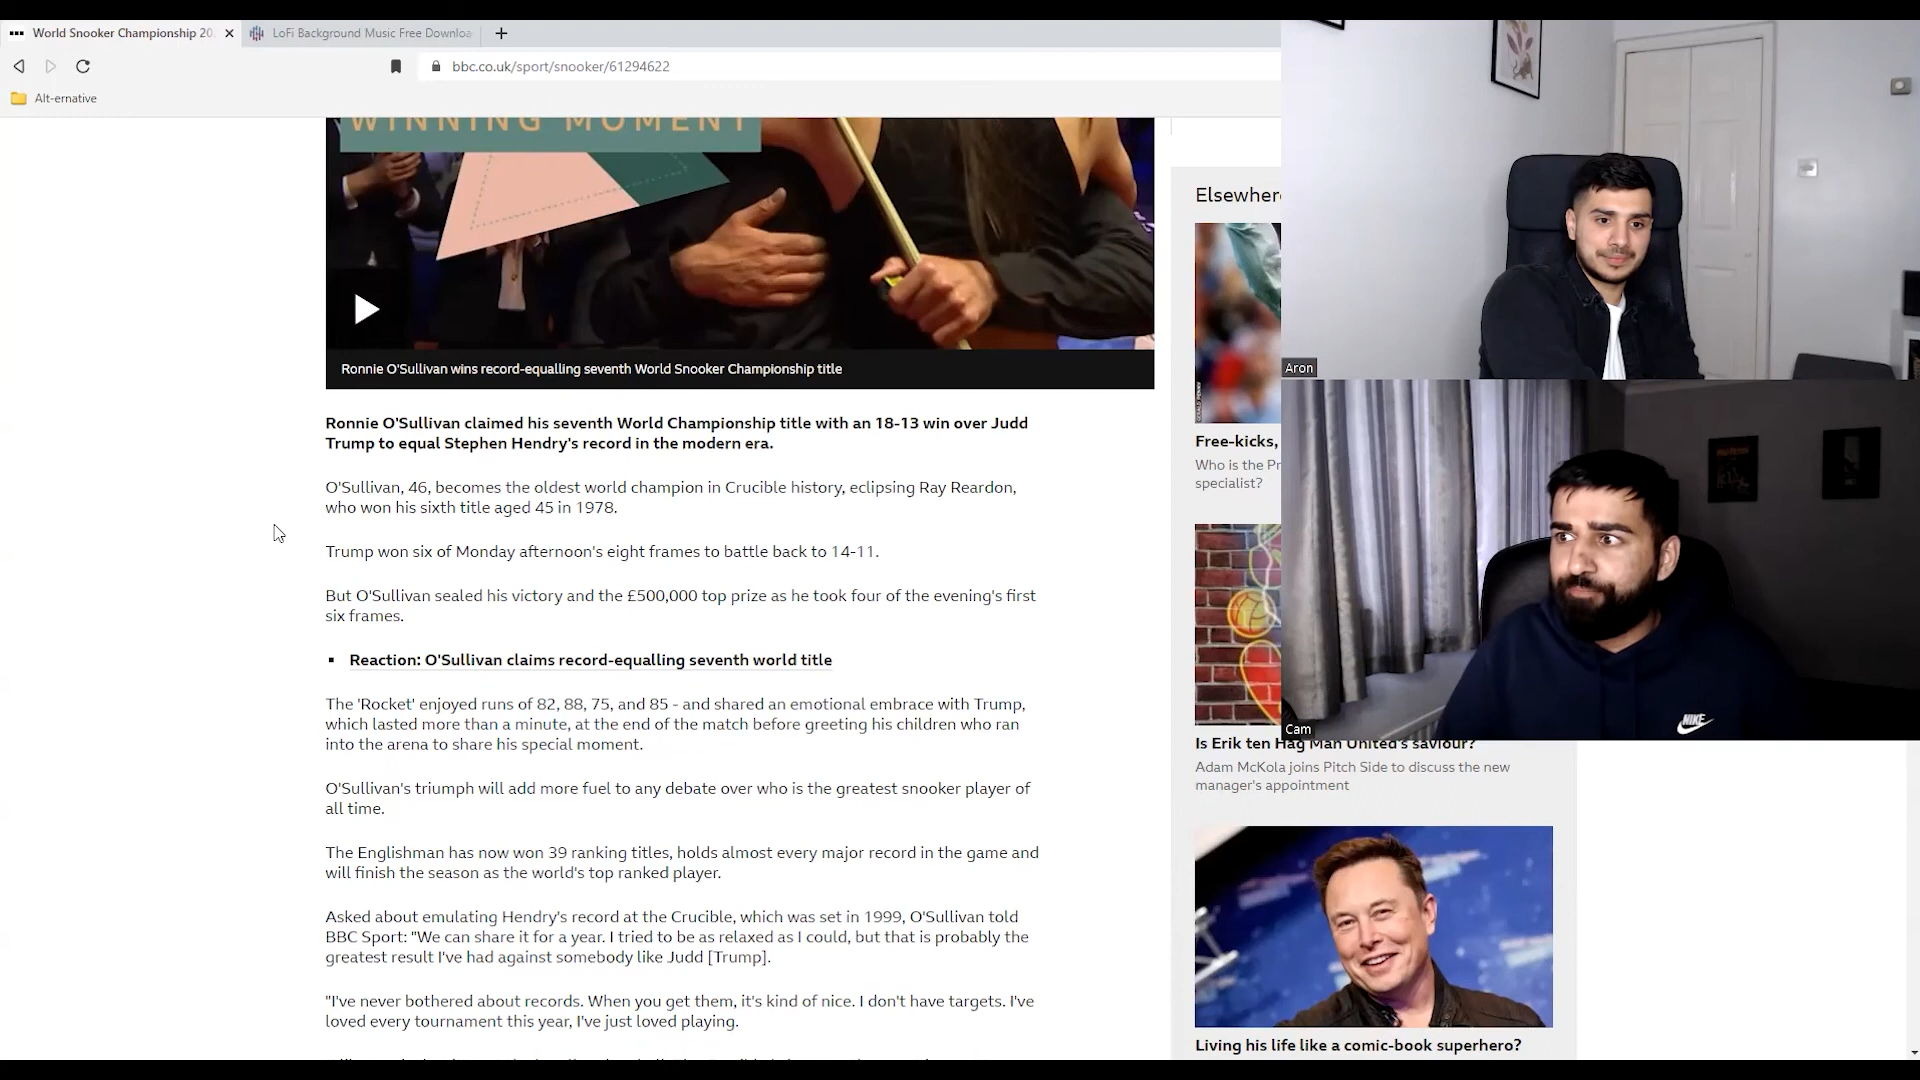 World Snooker Championship 20
LoFi Background Music Free Downloa
bbc.co.uk/sport/snooker/61294622
Alt-ernative
WINNING MOMENT
Ronnie O'Sullivan wins record-equalling seventh World Snooker Championship title
Ronnie O'Sullivan claimed his seventh World Championship title with an 18-13 win over Judd
Trump to equal Stephen Hendry's record in the modern era.
O'Sullivan, 46, becomes the oldest world champion in Crucible history, eclipsing Ray Reardon,
who won his sixth title aged 45 in 1978.
Trump won six of Monday afternoon's eight frames to battle back to 14-11.
But O'Sullivan sealed his victory and the £500,000 top prize as he took four of the evening's first
six frames.
Reaction: O'Sullivan claims record-equalling seventh world title
The 'Rocket' enjoyed runs of 82, 88, 75, and 85 - and shared an emotional embrace with Trump,
which lasted more than a minute, at the end of the match before greeting his children who ran
into the arena to share his special moment.
O'Sullivan's triumph will add more fuel to any debate over who is the greatest snooker player of
all time.
The Englishman has now won 39 ranking titles, holds almost every major record in the game and
will finish the season as the world's top ranked player.
Asked about emulating Hendry's record at the Crucible, which was set in 1999, O'Sullivan told
BBC Sport: "We can share it for a year. I tried to be as relaxed as I could, but that is probably the
greatest result I've had against somebody like Judd [Trump].
"I've never bothered about records. When you get them, it's kind of nice. I don't have targets. I've
loved every tournament this year, I've just loved playing.
Elsewhere
Free-kicks,
Who is the Pr
specialist?
Is Erik ten Hag Man United's saviour?
Adam McKola joins Pitch Side to discuss the new
manager's appointment
Living his life like a comic-book superhero?
Aron
Cam
NIKE